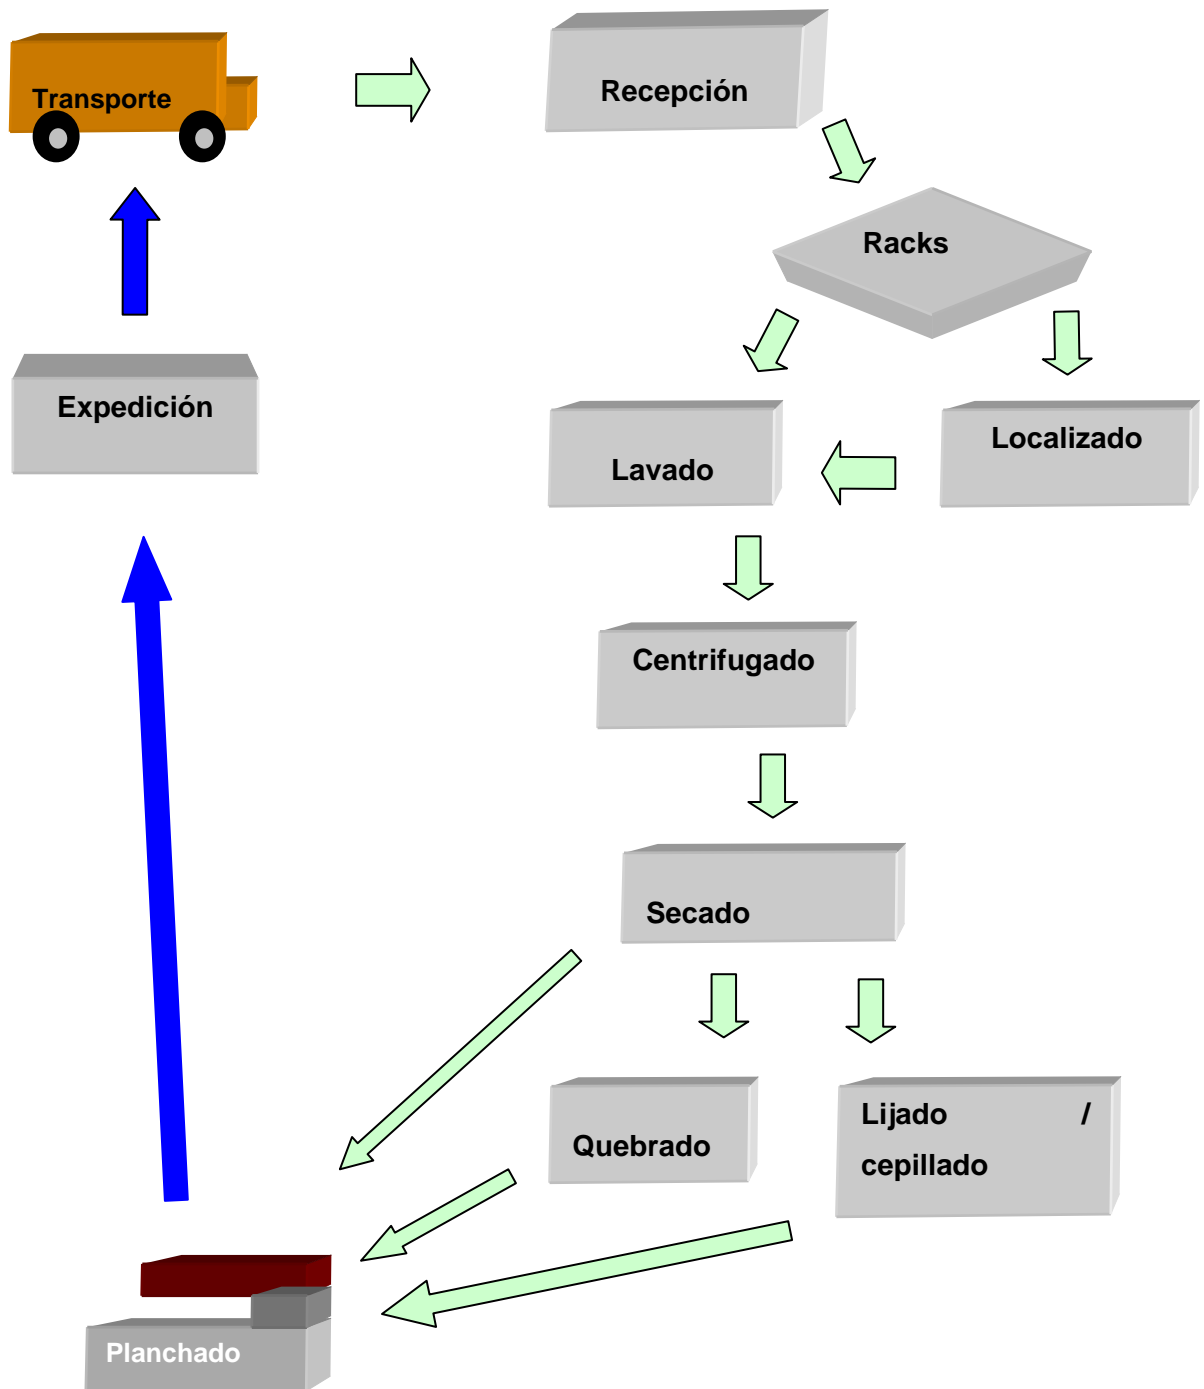 Transporte
Recepción
Racks
Expedición
Localizado
Lavado
Centrifugado
Secado
Quebrado
Lijado /
cepillado
Planchado